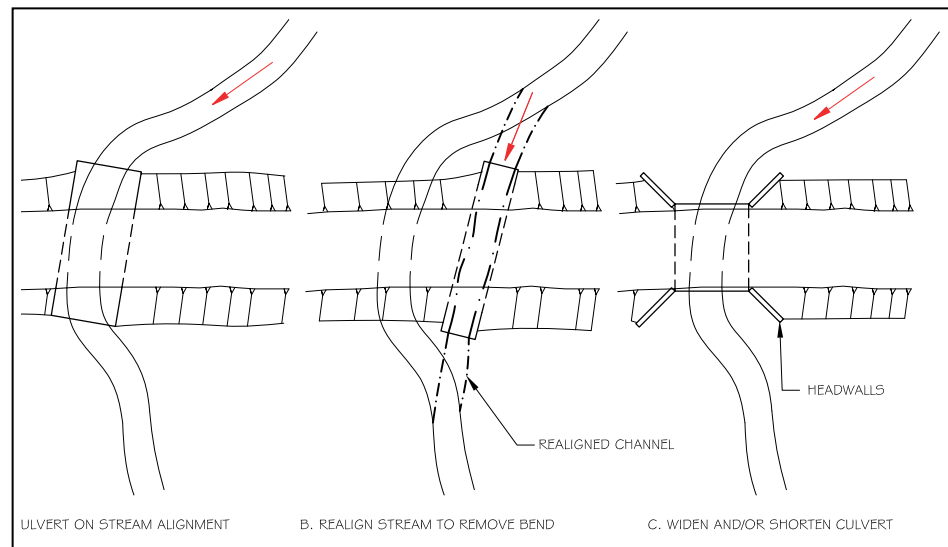 HEADWALLS
REALIGNED CHANNEL
ULVERT ON STREAM ALIGNMENT
B. REALIGN STREAM TO REMOVE BEND
C. WIDEN AND/OR SHORTEN CULVERT